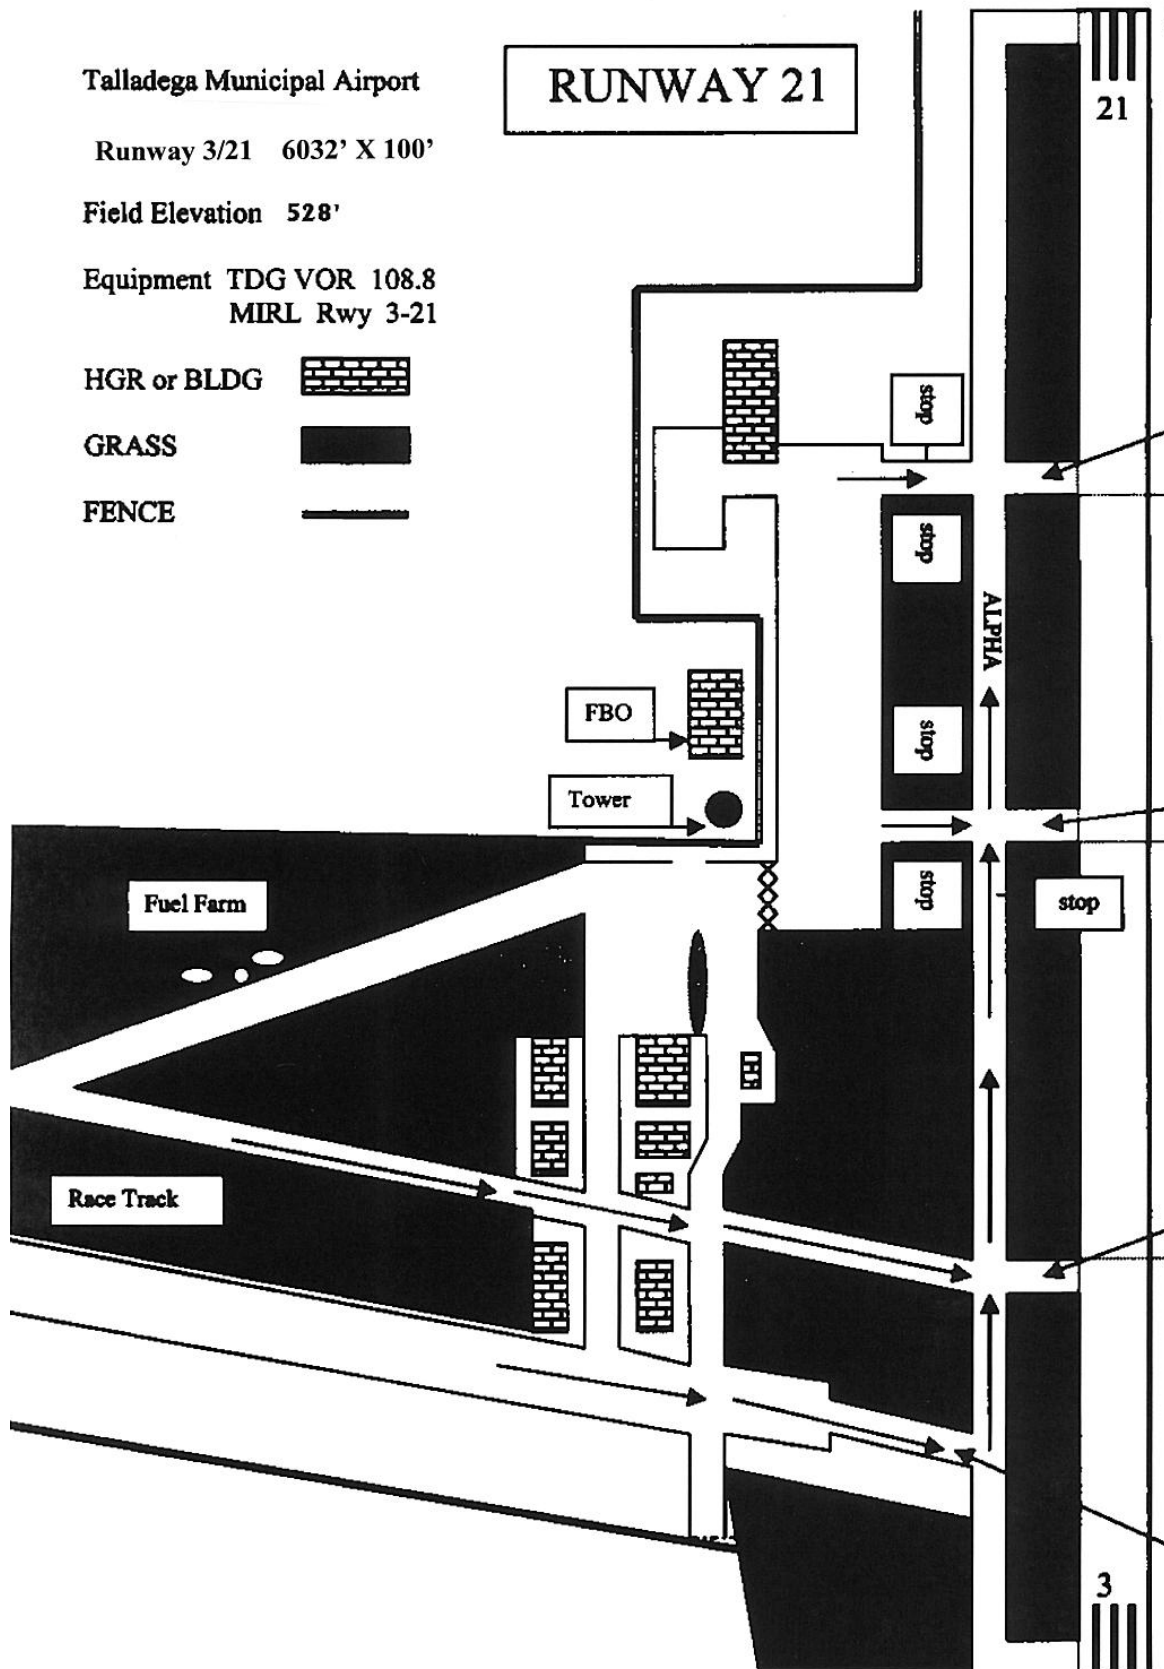 Talladega Municipal Airport
RUNWAY 21
Runway 3/21 6032’ X 100’
Field Elevation 528'
Equipment TDG VOR 108.8
MIRL Rwy 3-21
HGR or BLDG
GRASS
FENCE
21
stop
stop
ALPHA
FBO
stop
Tower
Fuel Farm
stop
stop
Race Track
3